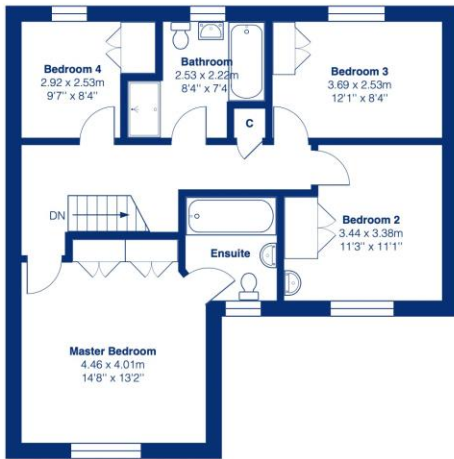 Bedroom 4
2.92 x 2.53m
9'7" x 8'4"
Bathroom
2.53 x 2.22m
8'4" x 7'4
Bedroom 3
3.69 x 2.53m
12'1" x 8'4"
C
DN
Ensuite
Bedroom 2
3.44 x 3.38m
11'3" x 11'1"
Master Bedroom
4.46 x 4.01m
14'8" x 13'2"